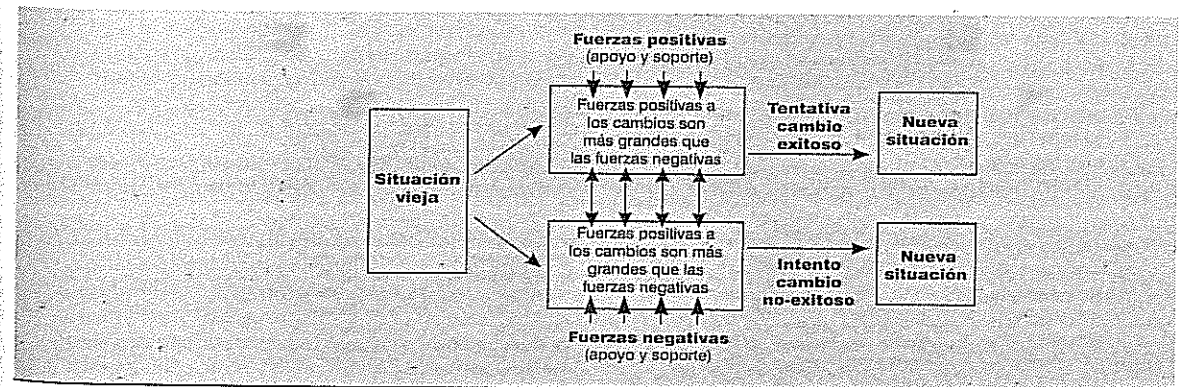 Fuerzas positivas
(apoyo y soporte)
Fuerzas positivas a
los cambios son
más grandes que
las fuerzas negativas
Tentativa
cambio
exitoso
Nueva
situación
Situación
vieja
Fuerzas positivas a
los cambios son más
grandes que las
fuerzas negativas
Intento
cambio
no-exitoso
Nueva
situación
Fuerzas negativas
(apoyo y soporte)